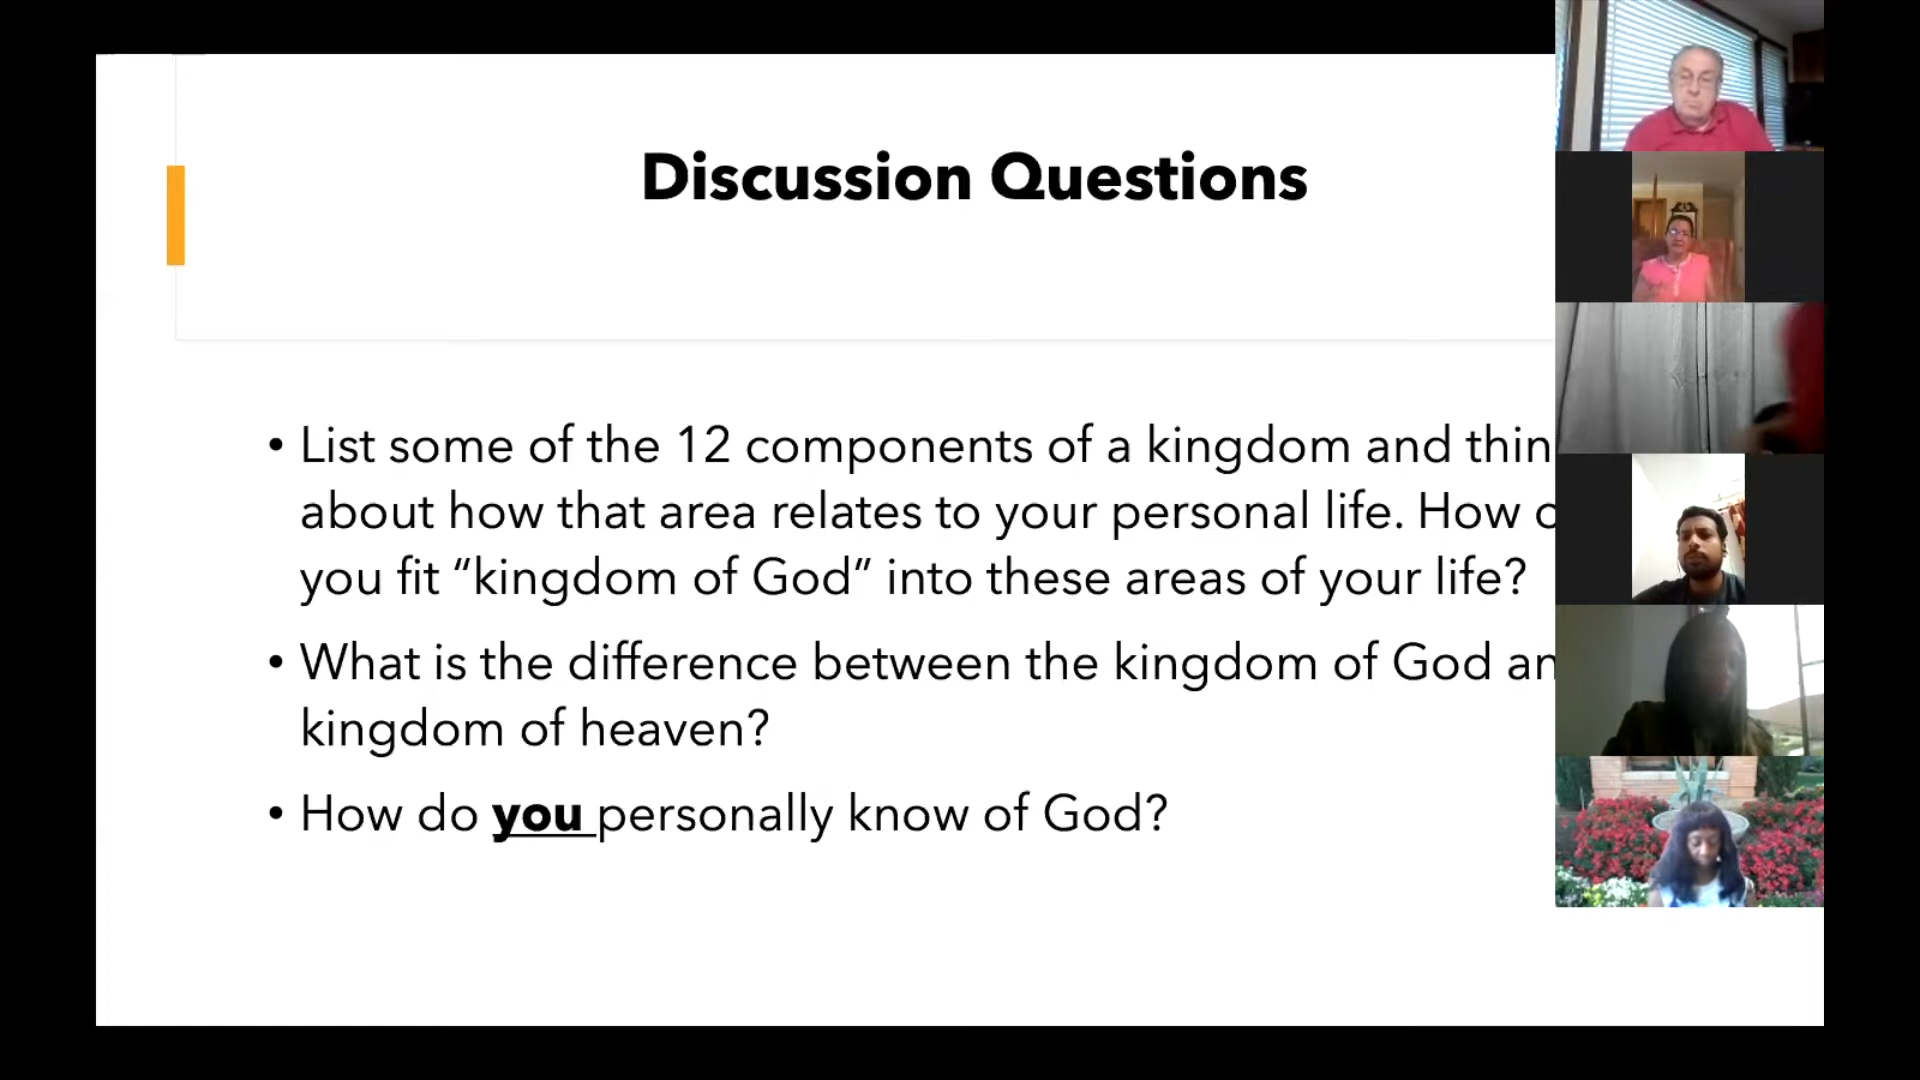 Discussion Questions
• List some of the 12 components of a kingdom and thin
about how that area relates to your personal life. How
you fit “kingdom of God” into these areas of your life?
• What is the difference between the kingdom of God an
kingdom of heaven?
• How do you personally know of God?